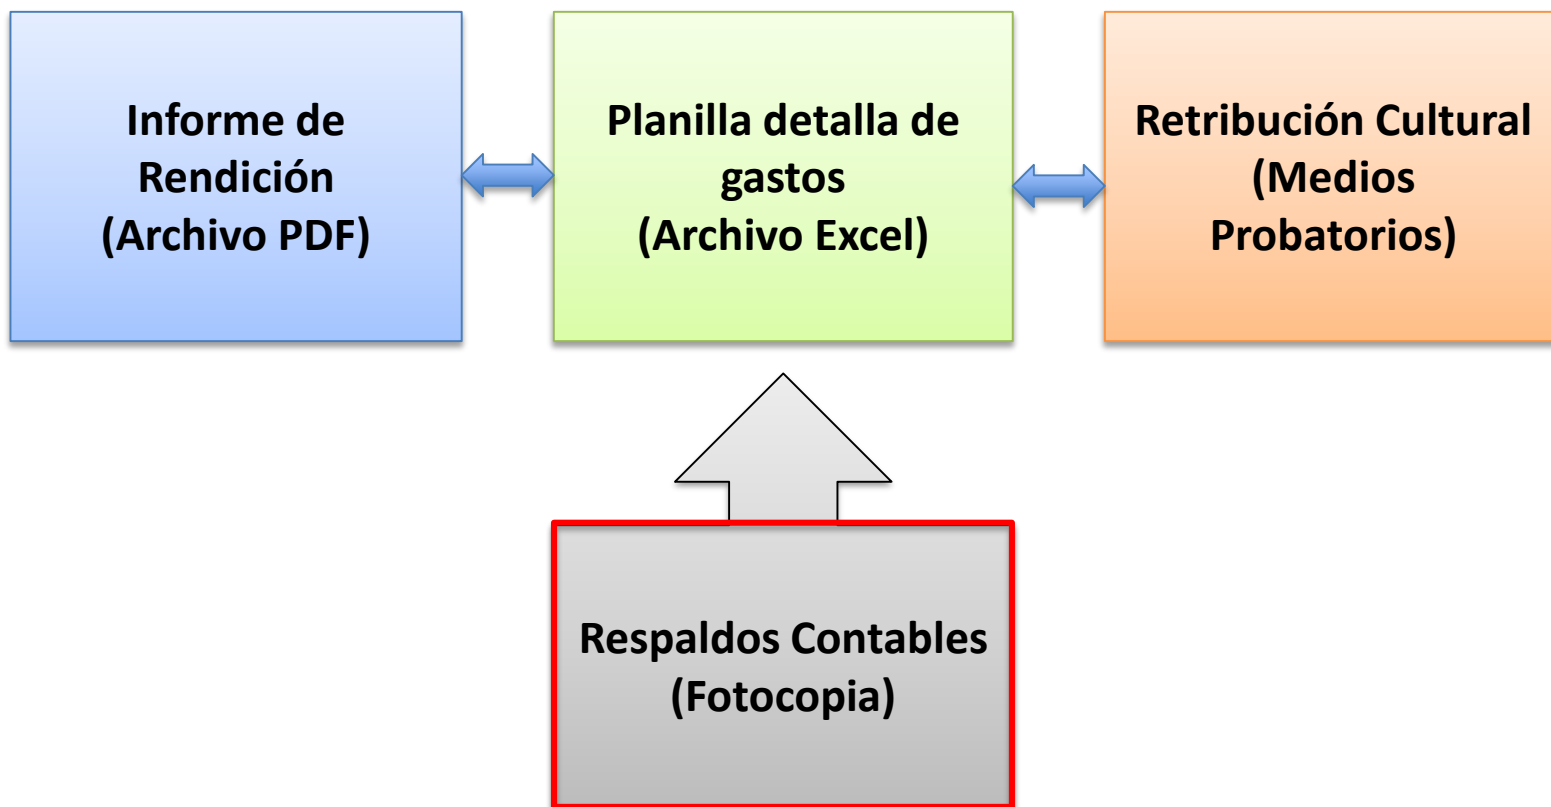 Informe de
Rendición
(Archivo PDF)
Planilla detalla de
gastos
(Archivo Excel)
Retribución Cultural
(Medios
Probatorios)
Respaldos Contables
(Fotocopia)